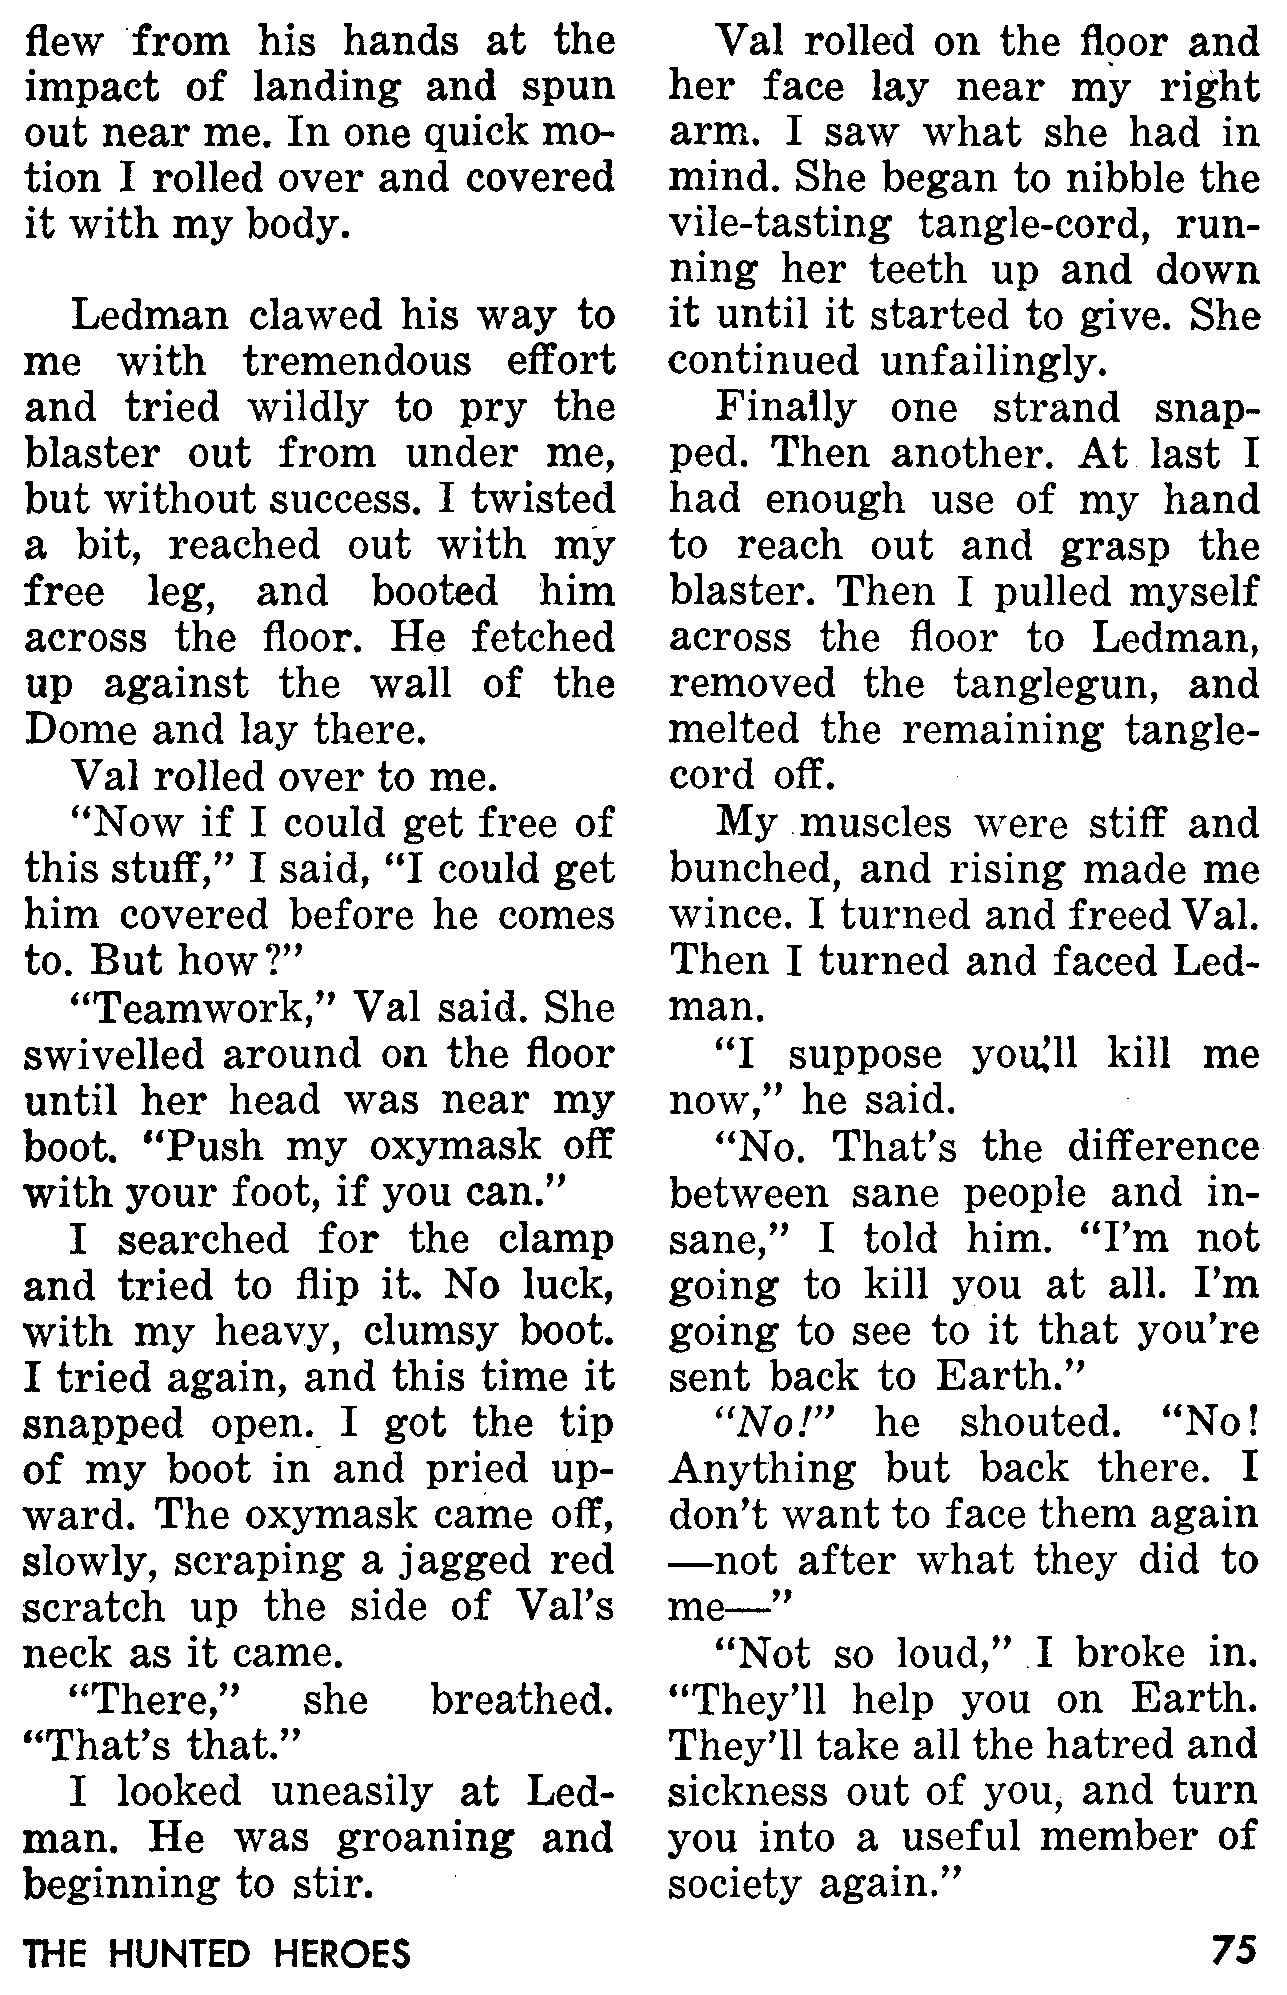 flew from his hands at the
impact of landing and spun
out near me. In one quick mo-
tion I rolled over and covered
it with my body.
Ledman clawed his way to
me with tremendous effort
and tried wildly to pry the
blaster out from under me,
but without success. I twisted
a bit, reached out with my
free leg, and booted him
across the floor. He fetched
up against the wall of the
Dome and lay there.
Val rolled over to me.
“Now if I could get free of
this stuff,” I said, “I could get
him covered before he comes
to. But how?”
“Teamwork,” Val said. She
swivelled around on the floor
until her head was near my
boot. “Push my oxymask off
with your foot, if you can.”
I searched for the clamp
and tried to flip it. No luck,
with my heavy, clumsy boot.
I tried again, and this time it
snapped open. I got the tip
of my boot in and pried up-
ward. The oxymask came off,
slowly, scraping a jagged red
scratch up the side of Val’s
neck as it came.
“There,” she breathed.
“That’s that.”
I looked uneasily at Led-
man. He was groaning and
beginning to stir.
Val rolled on the floor and
her face lay near my right
arm. I saw what she had in
mind. She began to nibble the
vile-tasting tangle-cord, run-
ning her teeth up and down
it until it started to give. She
continued unfailingly.
Finally one strand snap-
ped. Then another. At last I
had enough use of my hand
to reach out and grasp the
blaster. Then I pulled myself
across the floor to Ledman,
removed the tanglegun, and
melted the remaining tangle-
cord off.
My muscles were stiff and
bunched, and rising made me
wince. I turned and freed Val.
Then I turned and faced Led-
man.
“I suppose you’ll kill me
now,” he said.
“No. That’s the difference
between sane people and in-
sane,” I told him. “I’m not
going to kill you at all. I’m
going to see to it that you’re
sent back to Earth.”
“No!” he shouted. “No!
Anything but back there. I
don’t want to face them again
—not after what they did to
me—”
“Not so loud,” I broke in.
“They’ll help you on Earth.
They’ll take all the hatred and
sickness out of you, and turn
you into a useful member of
society again.”
THE HUNTED HEROES 75